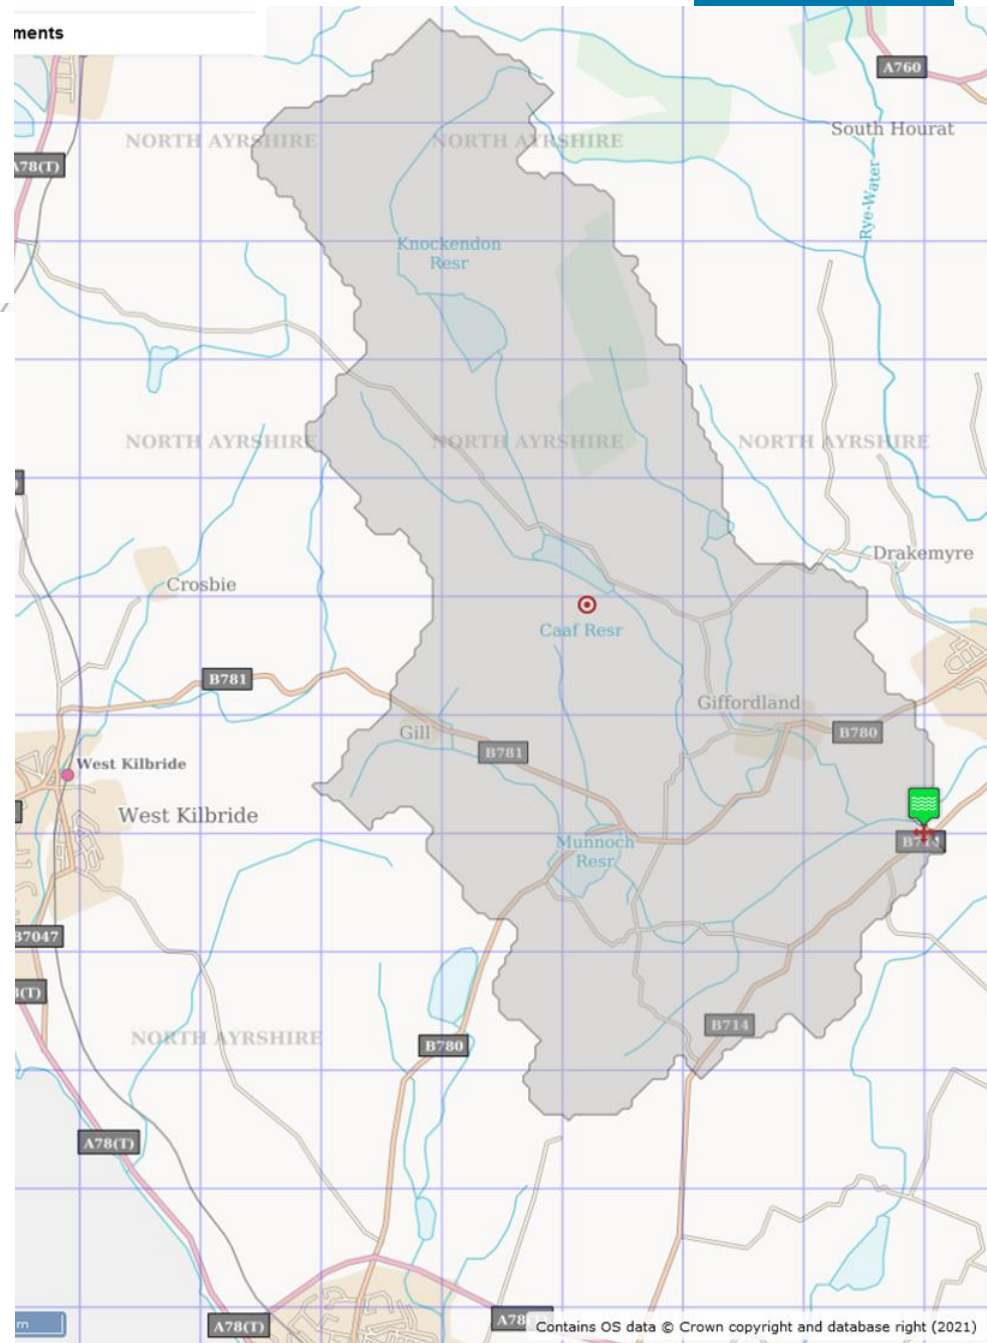 ments
A760
South Hourat
NORTH AYRSHIRE
NORTH AYRSHIRE
A78(T)
Rye-Water
Knockendon
Resr
NORTH AYRSHIRE
NORTH AYRSHIRE
NORTH AYRSHIRE
Drakemyre
Crosbie
Caaf Resr
B781
Giffordland
Gill
B780
B781
West Kilbride
West Kilbride
Munnoch
Resr
B714
B7047
(T)
B714
NORTH AYRSHIRE
B780
A78(T)
m
A78(T)
A78
Contains OS data © Crown copyright and database right (2021)